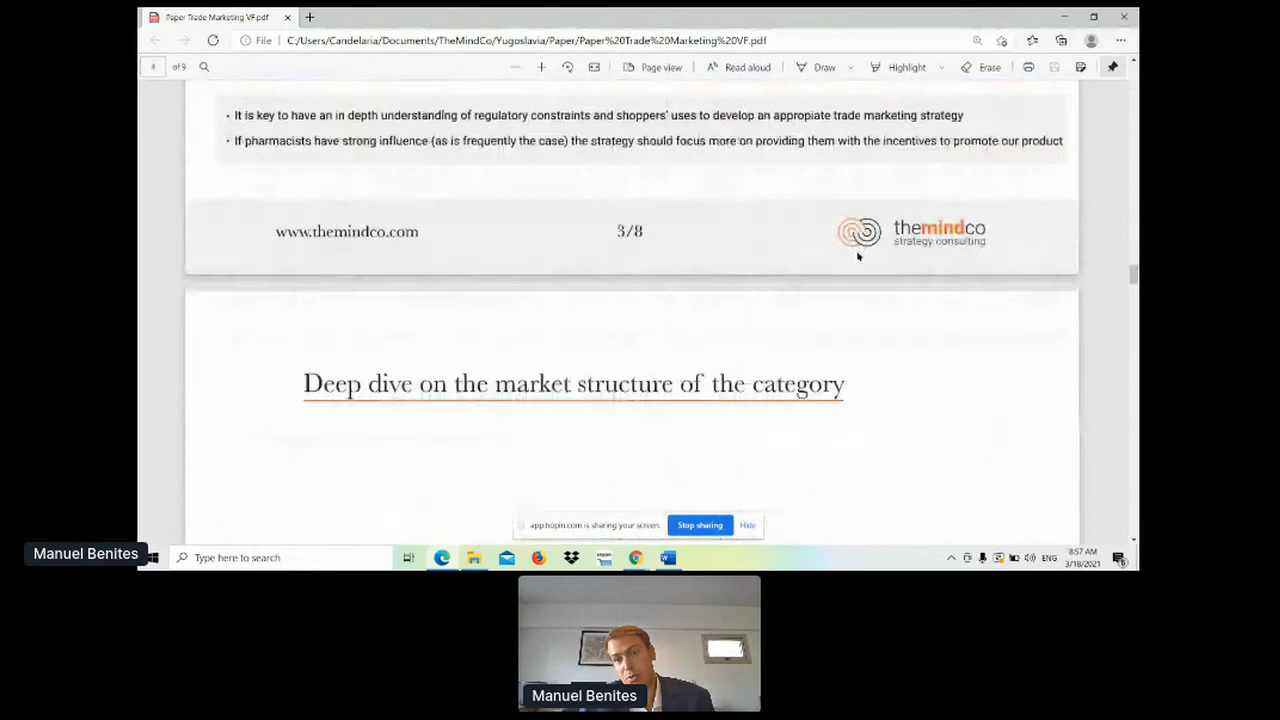 Paper Trade Marketing VF.pdf
File C:/Users/Candelaria/Documents/TheMindCo/Yugoslavia/Paper/Paper%20Trade%20Marketing%20VF.pdf
of 9 Page view Read aloud Draw Highlight Erase
• It is key to have an in depth understanding of regulatory constraints and shoppers' uses to develop an appropiate trade marketing strategy
• If pharmacists have strong influence (as is frequently the case) the strategy should focus more on providing them with the incentives to promote our product
www.themindco.com 3/8 themindco
strategy consulting
Deep dive on the market structure of the category
app.hopin.com is sharing your screen. Stop sharing Hide
Manuel Benites
Type here to search
ENG
8:57 AM
3/18/2021
Manuel Benites